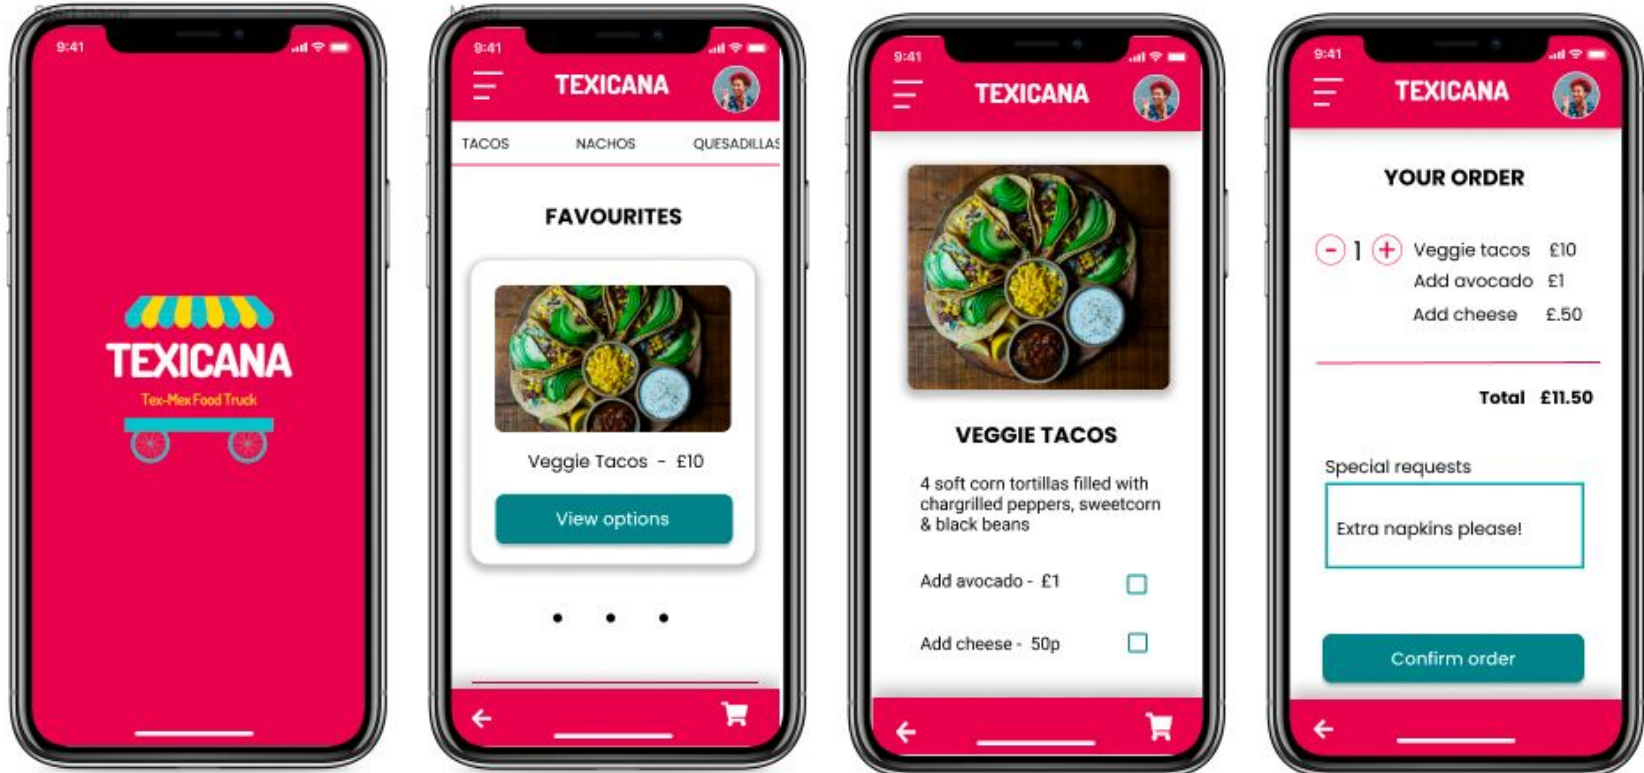 Start page
9:41
TEXICANA
Tex-Mex Food Truck
Menu
9:41
TEXICANA
TACOS NACHOS QUESADILLAS
FAVOURITES
Veggie Tacos - £10
View options
9:41
TEXICANA
VEGGIE TACOS
4 soft corn tortillas filled with
chargrilled peppers, sweetcorn
& black beans
Add avocado - £1
Add cheese - 50p
9:41
TEXICANA
YOUR ORDER
- 1 + Veggie tacos £10
Add avocado £1
Add cheese £.50
Total £11.50
Special requests
Extra napkins please!
Confirm order